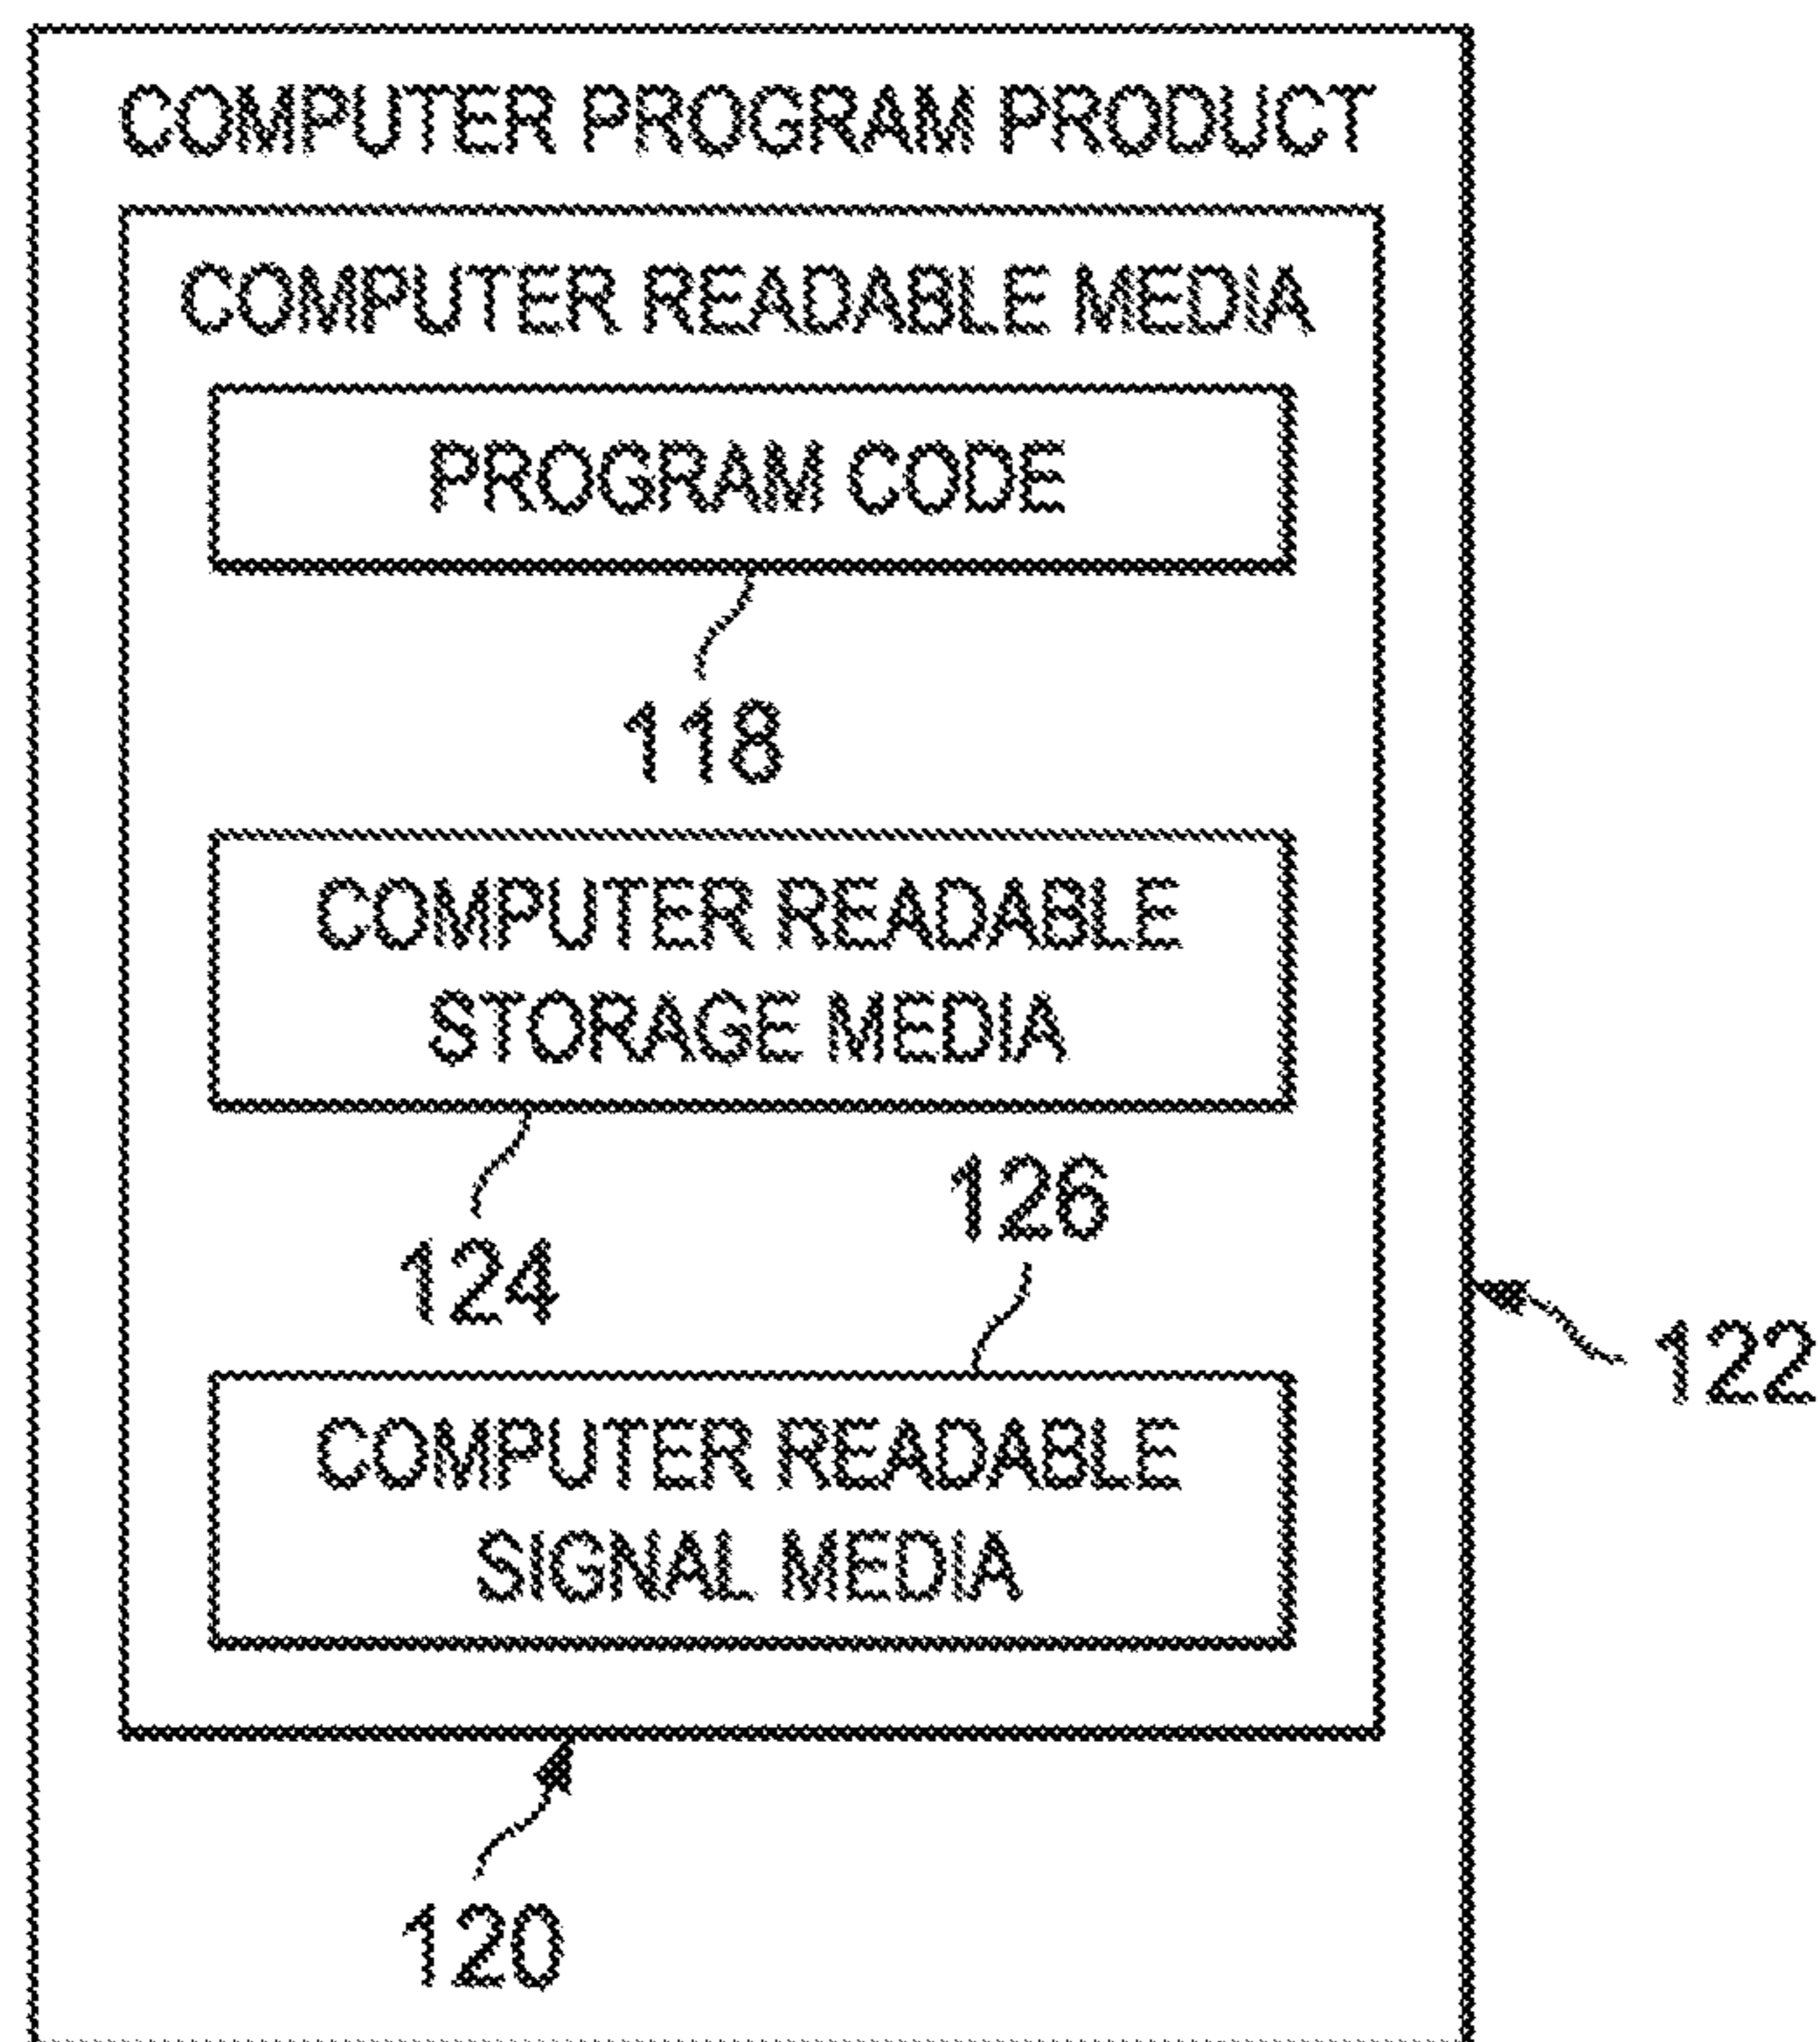 COMPUTER PROGRAM PRODUCT
COMPUTER READABLE MEDIA
PROGRAM CODE
118
COMPUTER READABLE
STORAGE MEDIA
126
124
122
COMPUTER READABLE
SIGNAL MEDIA
120